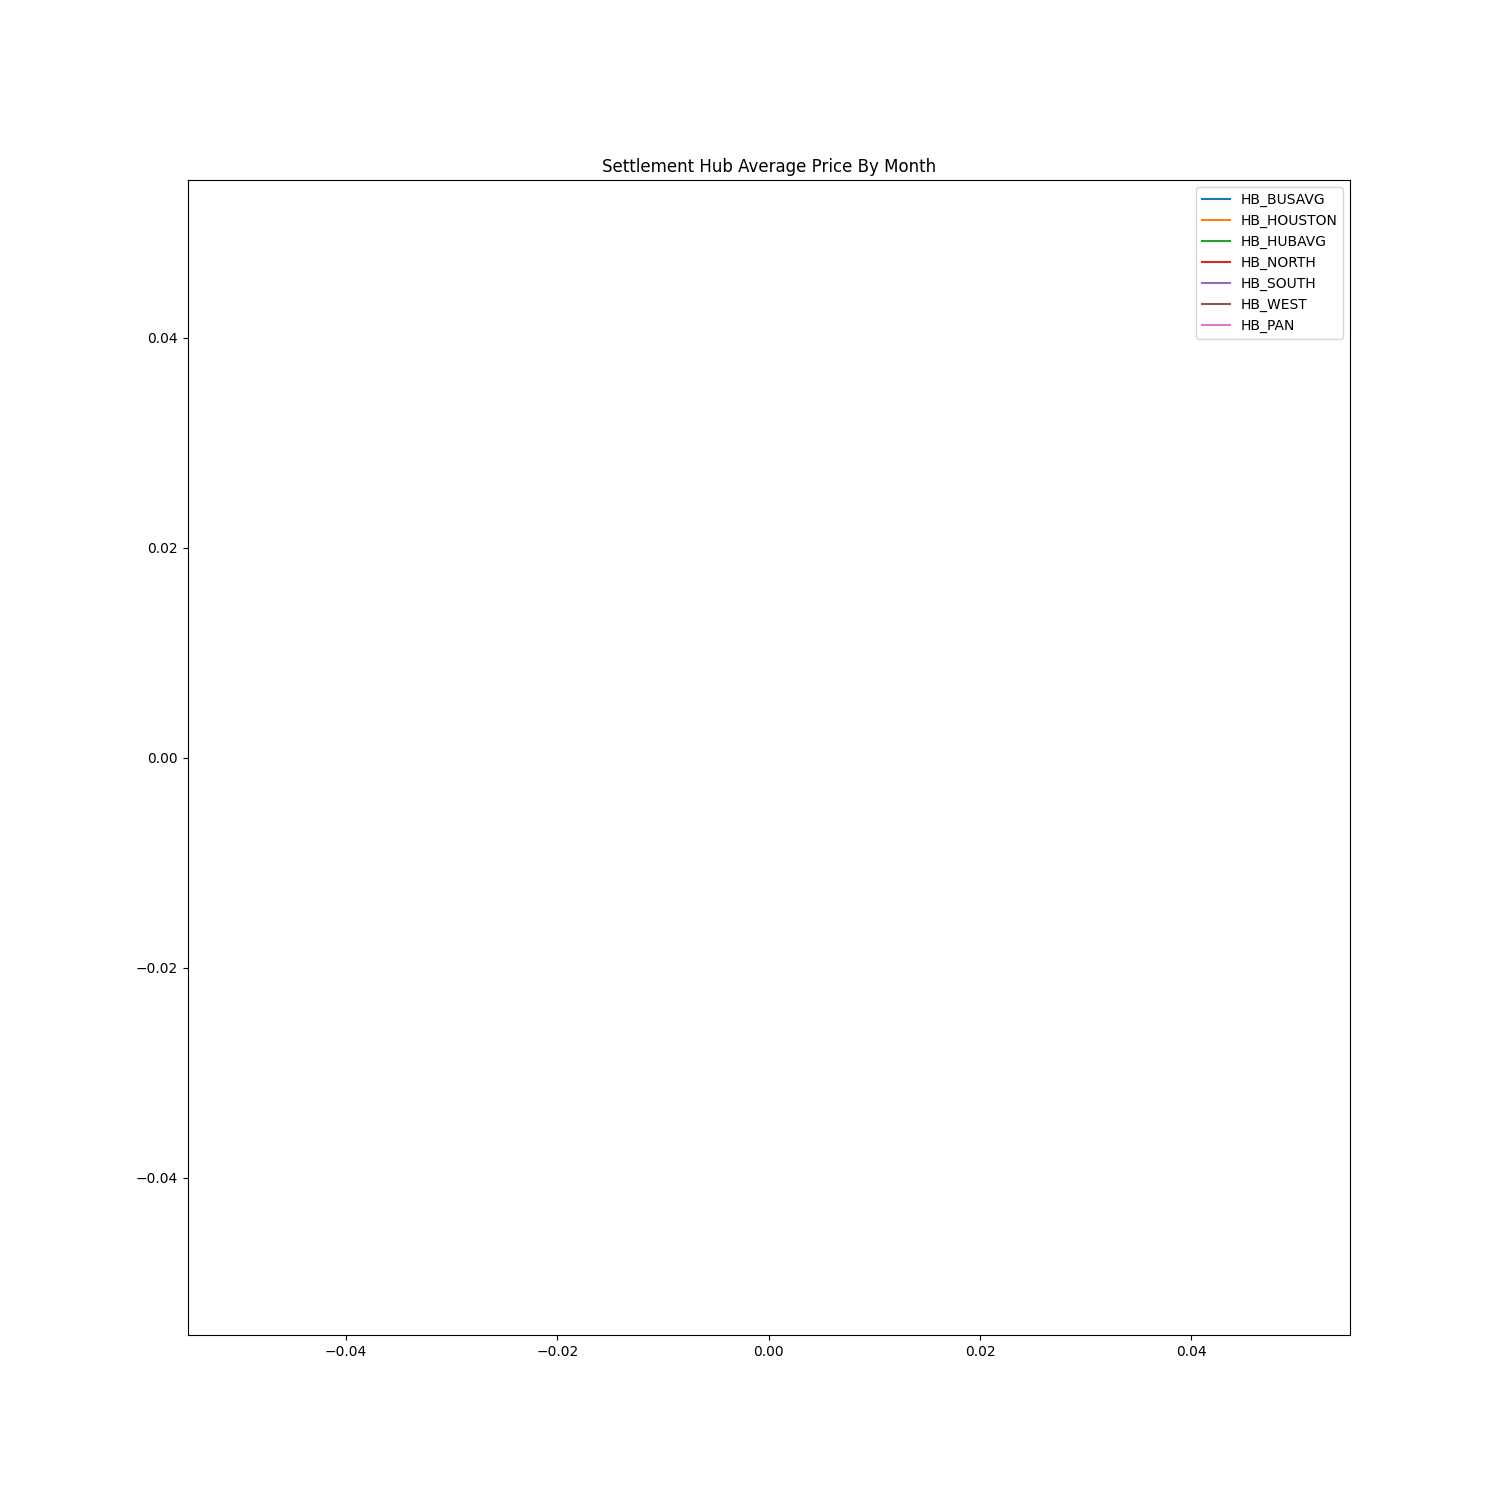 Settlement Hub Average Price By Month
HB_BUSAVG
HB_HOUSTON
HB_HUBAVG
HB_NORTH
HB_SOUTH
HB_WEST
HB_PAN
0.04
0.02
0.00
−0.02
−0.04
−0.04 −0.02 0.00 0.02 0.04